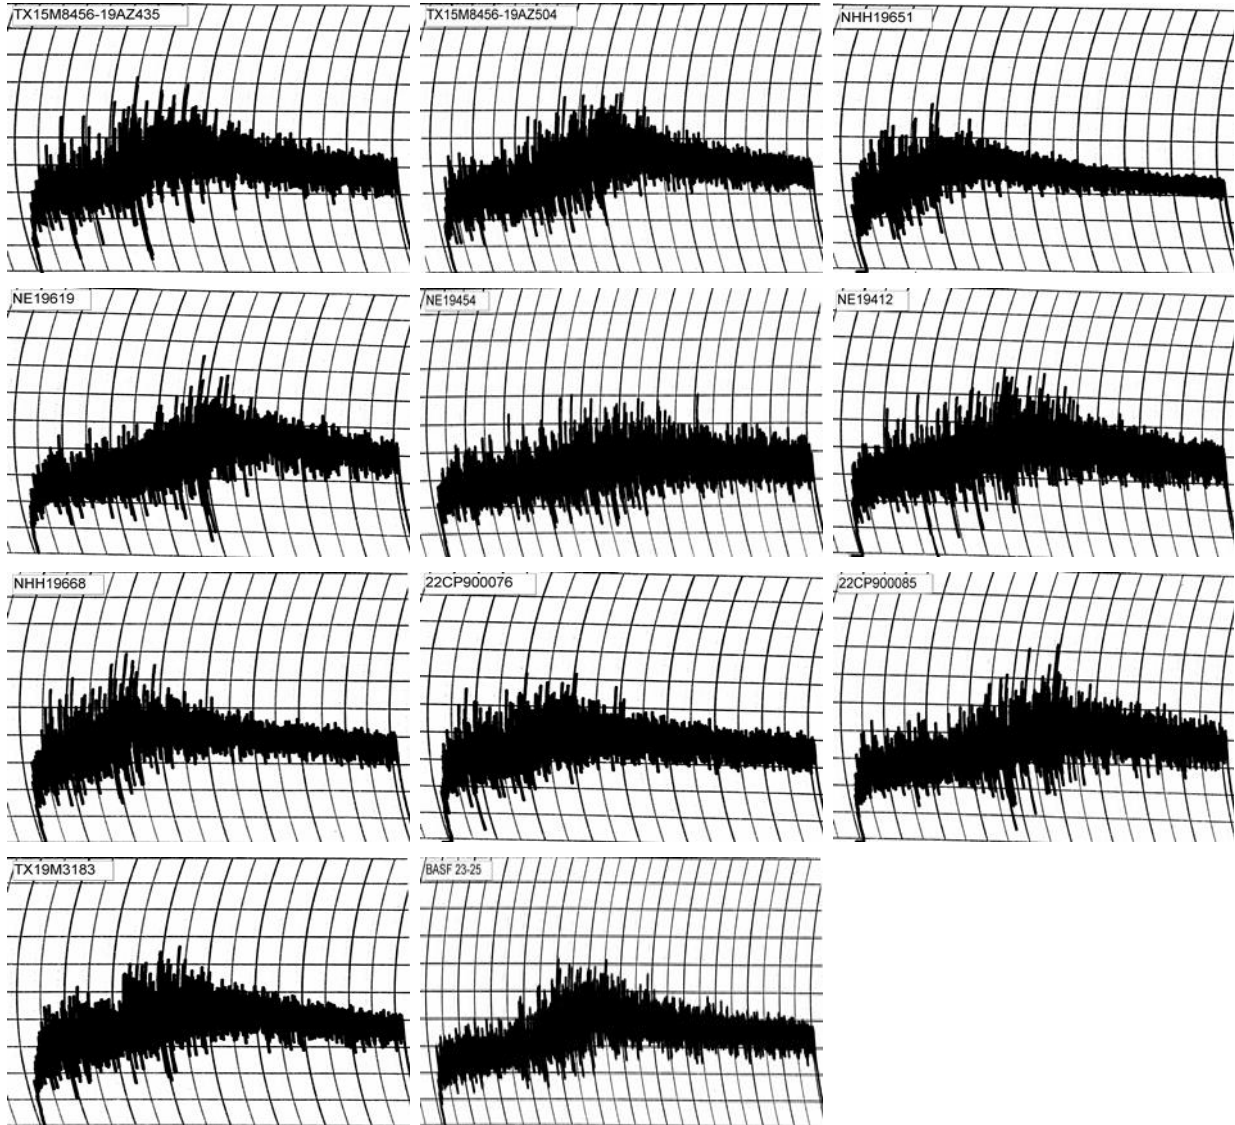 TX15M8456-19AZ435
TX15M8456-19AZ504
NHH19651
NE19619
NE19454
NE19412
NHH19668
22CP900076
22CP900085
TX19M3183
BASF 23-25